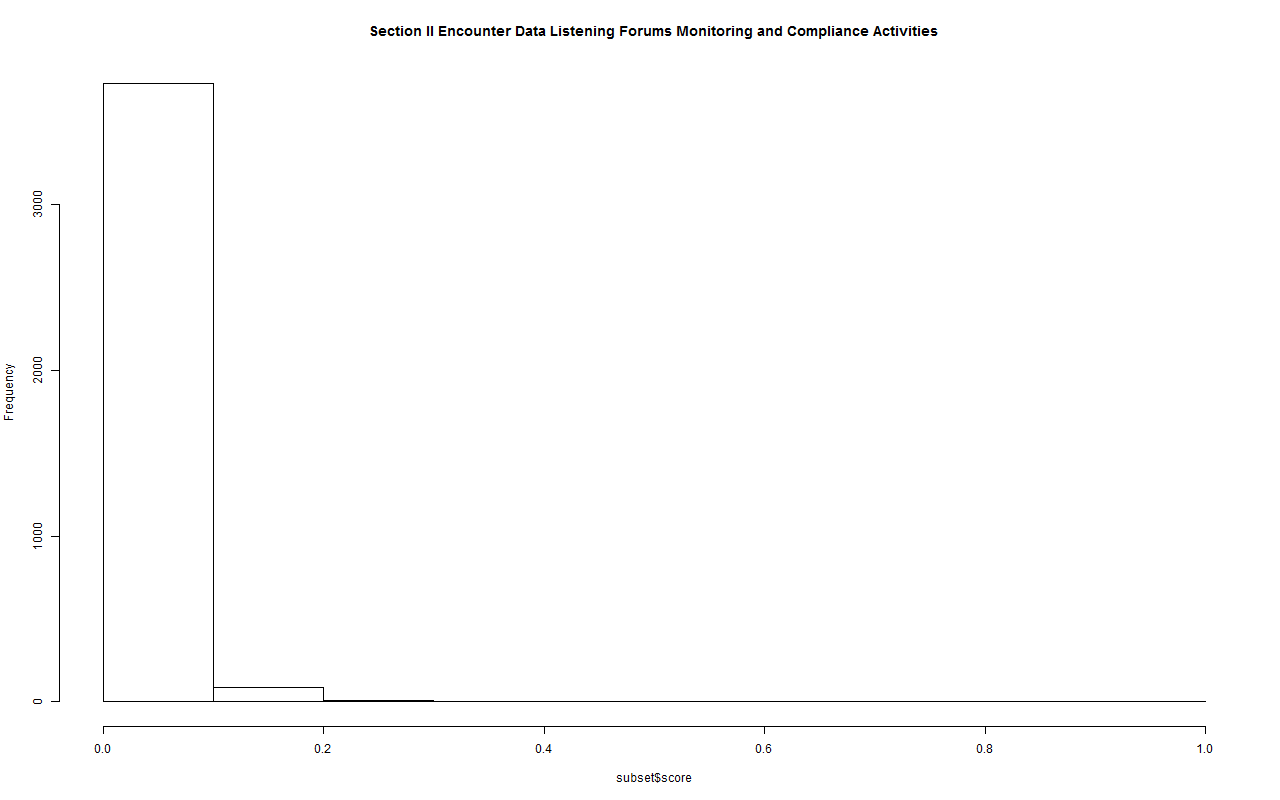 Section II Encounter Data Listening Forums Monitoring and Compliance Activities
3000
2000
1000
0
Frequency
0.0 0.2 0.4 0.6 0.8 1.0
subset$score